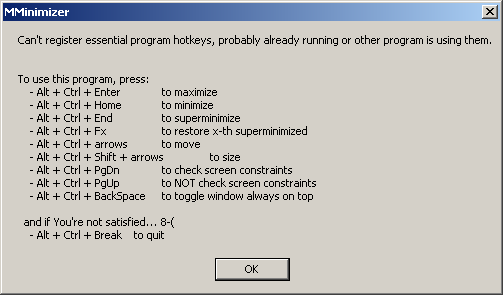 MMinimizer
Can't register essential program hotkeys, probably already running or other program is using them.
To use this program, press:
- Alt + Ctrl + Enter to maximize
- Alt + Ctrl + Home to minimize
- Alt + Ctrl + End to superminimize
- Alt + Ctrl + Fx to restore x-th superminimized
- Alt + Ctrl + arrows to move
- Alt + Ctrl + Shift + arrows to size
- Alt + Ctrl + PgDn to check screen constraints
- Alt + Ctrl + PgUp to NOT check screen constraints
- Alt + Ctrl + BackSpace to toggle window always on top
and if You're not satisfied... 8-(
- Alt + Ctrl + Break to quit
OK